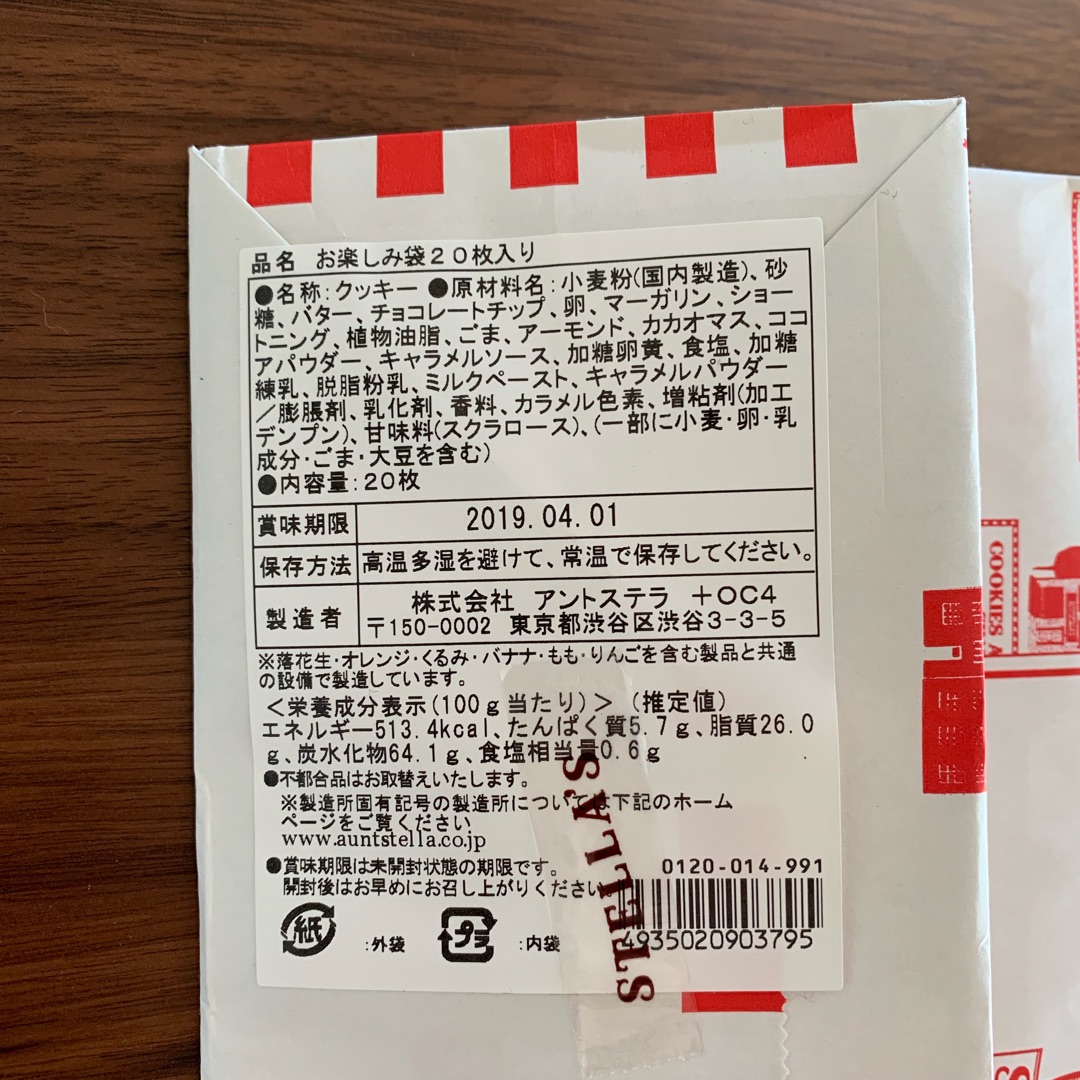 品名 お楽しみ袋20枚入り
●名称:クッキー ●原材料名:小麦粉(国内製造)、砂
糖、バター、チョコレートチップ、卵、マーガリン、ショー
トニング、植物油脂、ごま、アーモンド、カカオマス、ココ
アパウダー、キャラメルソース、加糖卵黄、食塩、加糖
練乳、脱脂粉乳、ミルクペースト、キャラメルパウダー
/膨脹剤、乳化剤、香料、カラメル色素、増粘剤(加工
デンプン)、甘味料(スクラロース)、(一部に小麦・卵・乳
成分・ごま・大豆を含む)
●内容量:20枚
賞味期限 2019.04.01
保存方法 高温多湿を避けて、常温で保存してください。
製造者 株式会社 アントステラ +OC4
〒150-0002 東京都渋谷区渋谷3-3-5
※落花生・オレンジ・くるみ・バナナ・もも・りんごを含む製品と共通
の設備で製造しています。
<栄養成分表示(100g当たり)> (推定値)
エネルギー513.4kcal、たんぱく質5.7g、脂質26.0
g、炭水化物64.1g、食塩相当量0.6g
●不都合品はお取替えいたします。
※製造所固有記号の製造所については下記のホーム
ページをご覧ください
www.auntstella.co.jp
●賞味期限は未開封状態の期限です。
開封後はお早めにお召し上がりください
0120-014-991
紙 :外袋 プラ :内袋
4935020903795
STELLA'S
COOKIES A